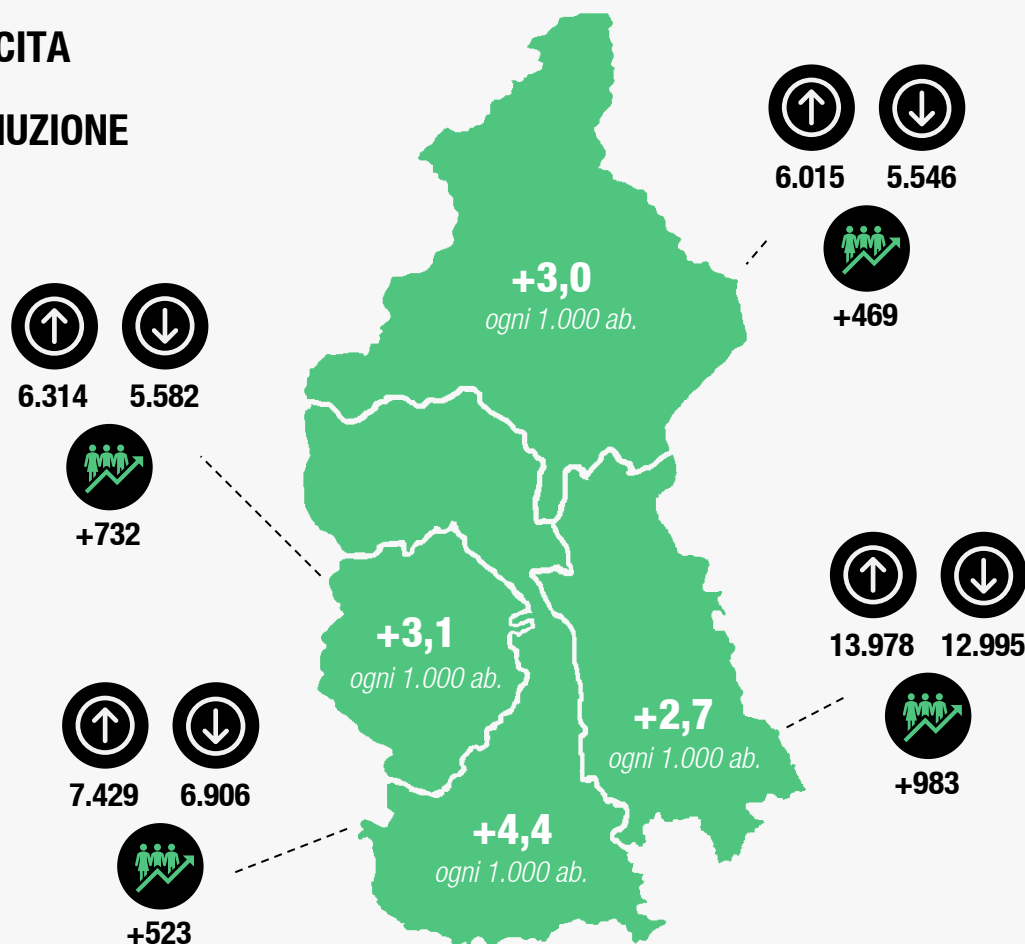 CITA
UZIONE
6.015 5.546
+469
+3,0
ogni 1.000 ab.
6.314 5.582
+732
+3,1
ogni 1.000 ab.
13.978 12.995
+983
+2,7
ogni 1.000 ab.
7.429 6.906
+523
+4,4
ogni 1.000 ab.